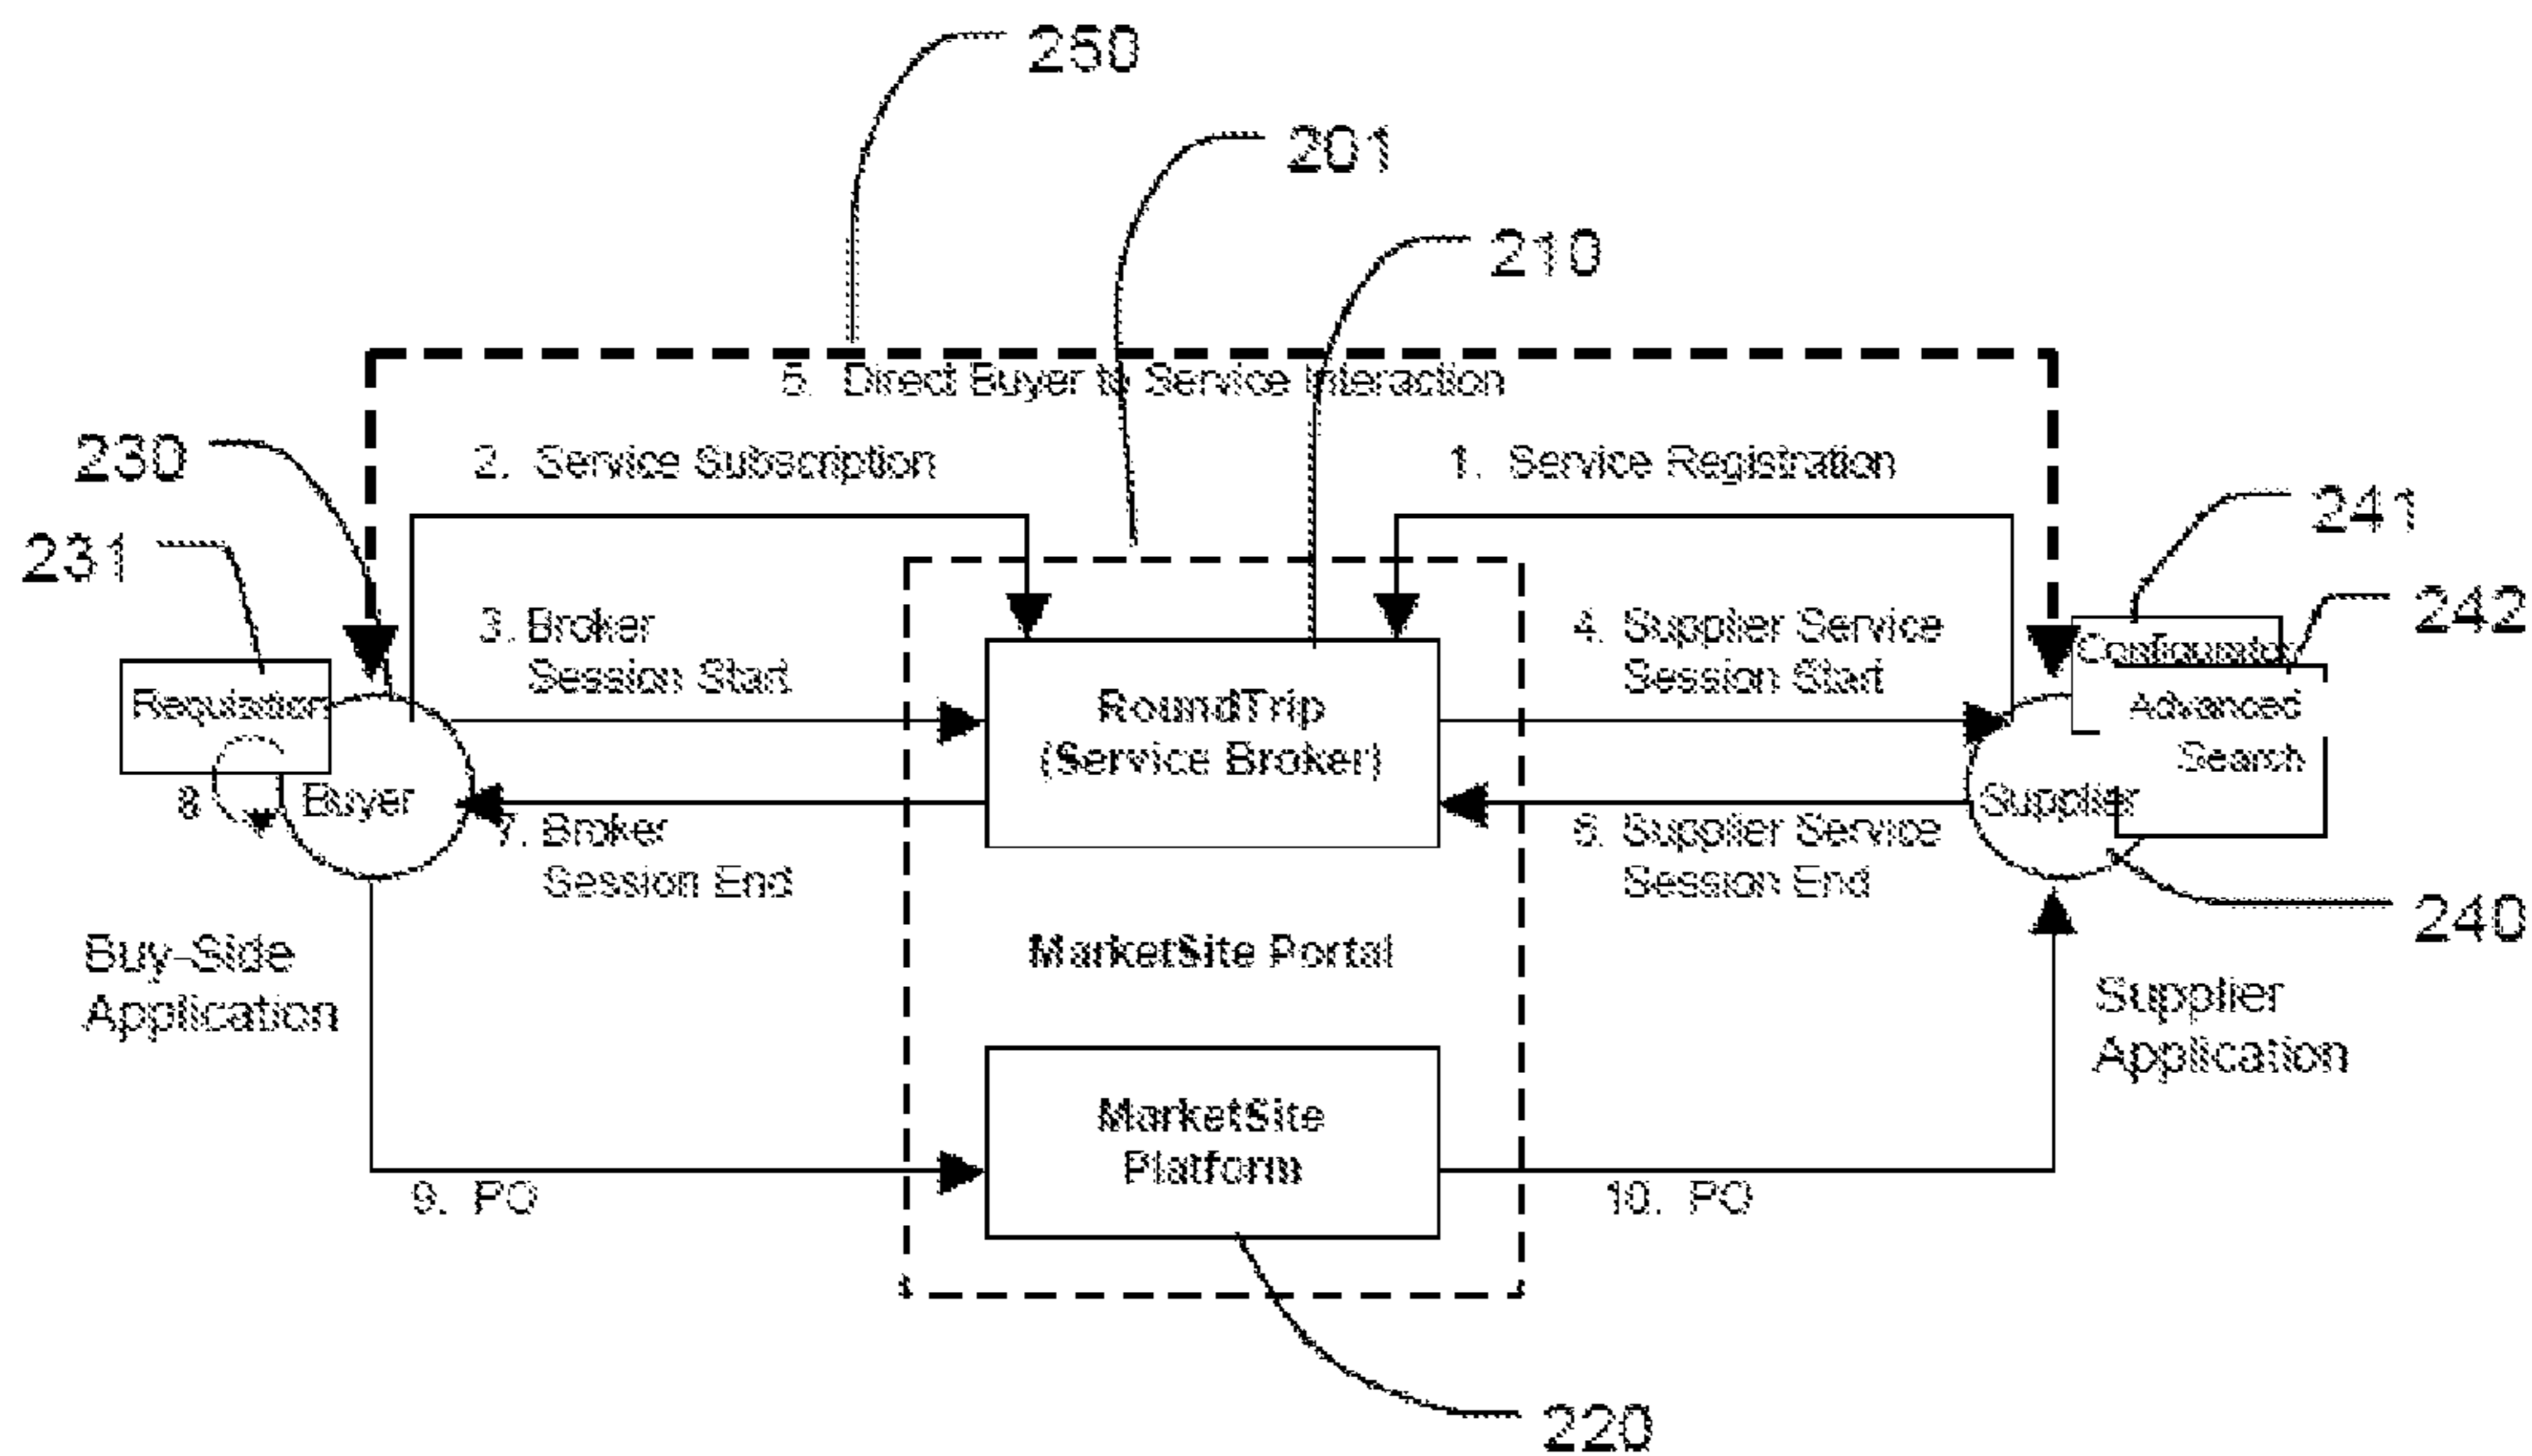 250
201
210
5. Direct Buyer to Service Interaction
230
2. Service Subscription
1. Service Registration
241
231
242
3. Broker
Session Start
4. Supplier Service
Session Start
Configurator
Requisition
RoundTrip
(Service Broker)
Advanced
Search
8
Buyer
Supplier
7. Broker
Session End
6. Supplier Service
Session End
240
Buy-Side
Application
MarketSite Portal
Supplier
Application
MarketSite
Platform
9. PO
10. PO
220